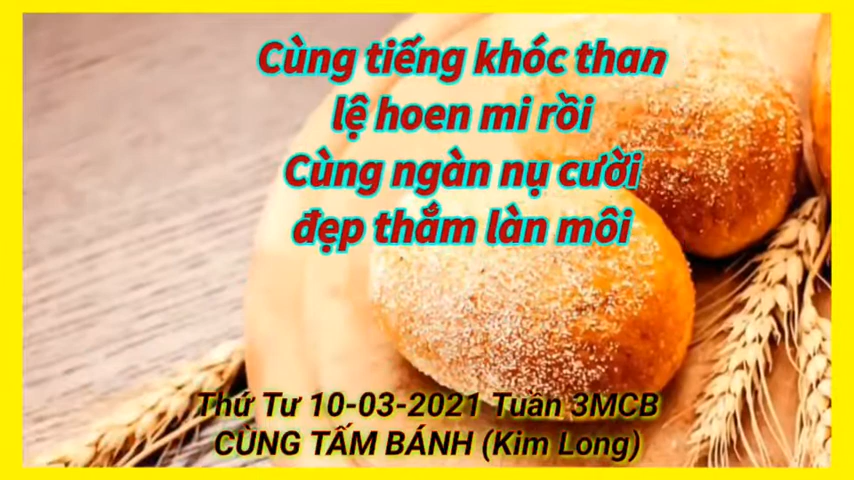 Cùng tiếng khóc than
lệ hoen mi rồi
Cùng ngàn nụ cười
đẹp thắm làn môi
Thứ Tư 10-03-2021 Tuần 3MCB
CÙNG TẤM BÁNH (Kim Long)